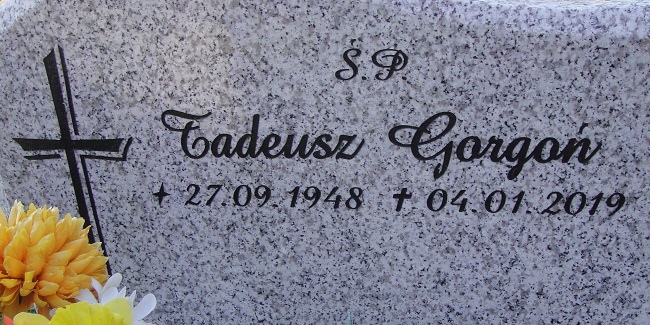 Ś.P.
Tadeusz Gorgoń
+ 27.09.1948 ✝ 04.01.2019